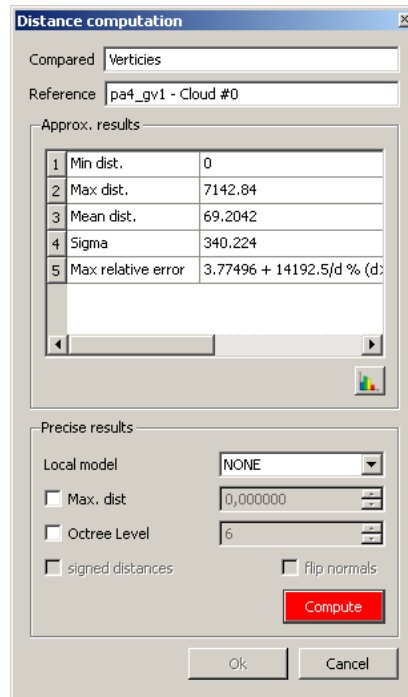 Distance computation
Compared Verticies
Reference pa4_gv1 - Cloud #0
Approx. results
1 Min dist. 0
2 Max dist. 7142.84
3 Mean dist. 69.2042
4 Sigma 340.224
5 Max relative error 3.77496 + 14192.5/d % (d>
Precise results
Local model NONE
Max. dist 0,000000
Octree Level 6
signed distances flip normals
Compute
Ok Cancel